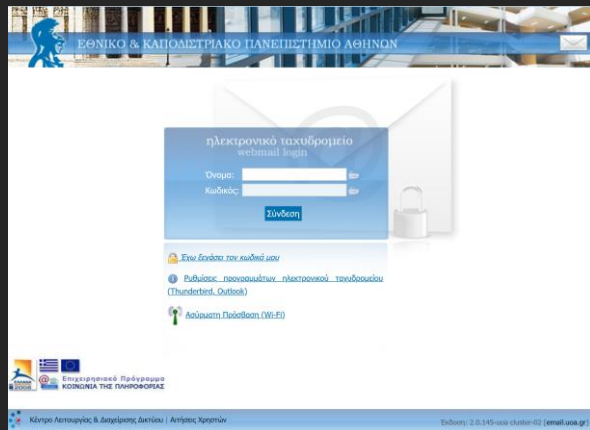 ΕΘΝΙΚΟ & ΚΑΠΟΔΙΣΤΡΙΑΚΟ ΠΑΝΕΠΙΣΤΗΜΙΟ ΑΘΗΝΩΝ
ηλεκτρονικό ταχυδρομείο
webmail login
Όνομα:
Κωδικός:
Σύνδεση
Έχω ξεχάσει τον κωδικό μου
Ρυθμίσεις προγραμμάτων ηλεκτρονικού ταχυδρομείου
(Thunderbird, Outlook)
Ασύρματη Πρόσβαση (Wi-Fi)
Επιχειρησιακό Πρόγραμμα
ΚΟΙΝΩΝΙΑ ΤΗΣ ΠΛΗΡΟΦΟΡΙΑΣ
Κέντρο Λειτουργίας & Διαχείρισης Δικτύου | Αιτήσεις Χρηστών
Έκδοση: 2.0.145-uoa cluster-02 [email.uoa.gr]